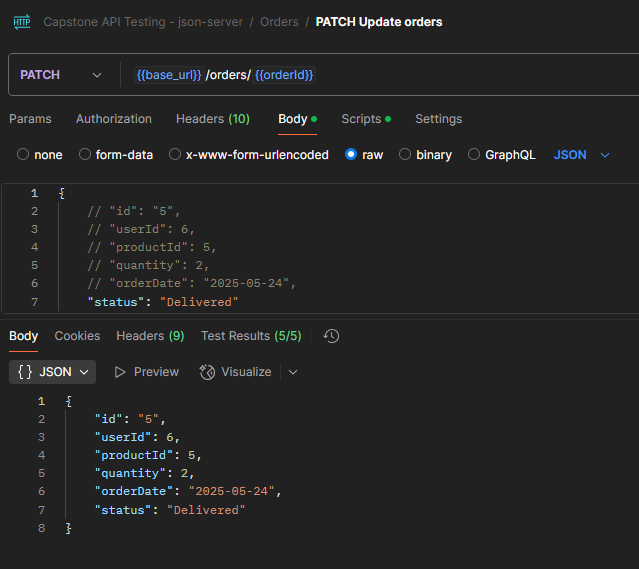 HTTP Capstone API Testing - json-server / Orders / PATCH Update orders
PATCH {{base_url}} /orders/ {{orderId}}
Params Authorization Headers (10) Body Scripts Settings
none form-data x-www-form-urlencoded raw binary GraphQL JSON
1 {
2 // "id": "5",
3 // "userId": 6,
4 // "productId": 5,
5 // "quantity": 2,
6 // "orderDate": "2025-05-24",
7 "status": "Delivered"
Body Cookies Headers (9) Test Results (5/5)
{} JSON Preview Visualize
1 {
2 "id": "5",
3 "userId": 6,
4 "productId": 5,
5 "quantity": 2,
6 "orderDate": "2025-05-24",
7 "status": "Delivered"
8 }